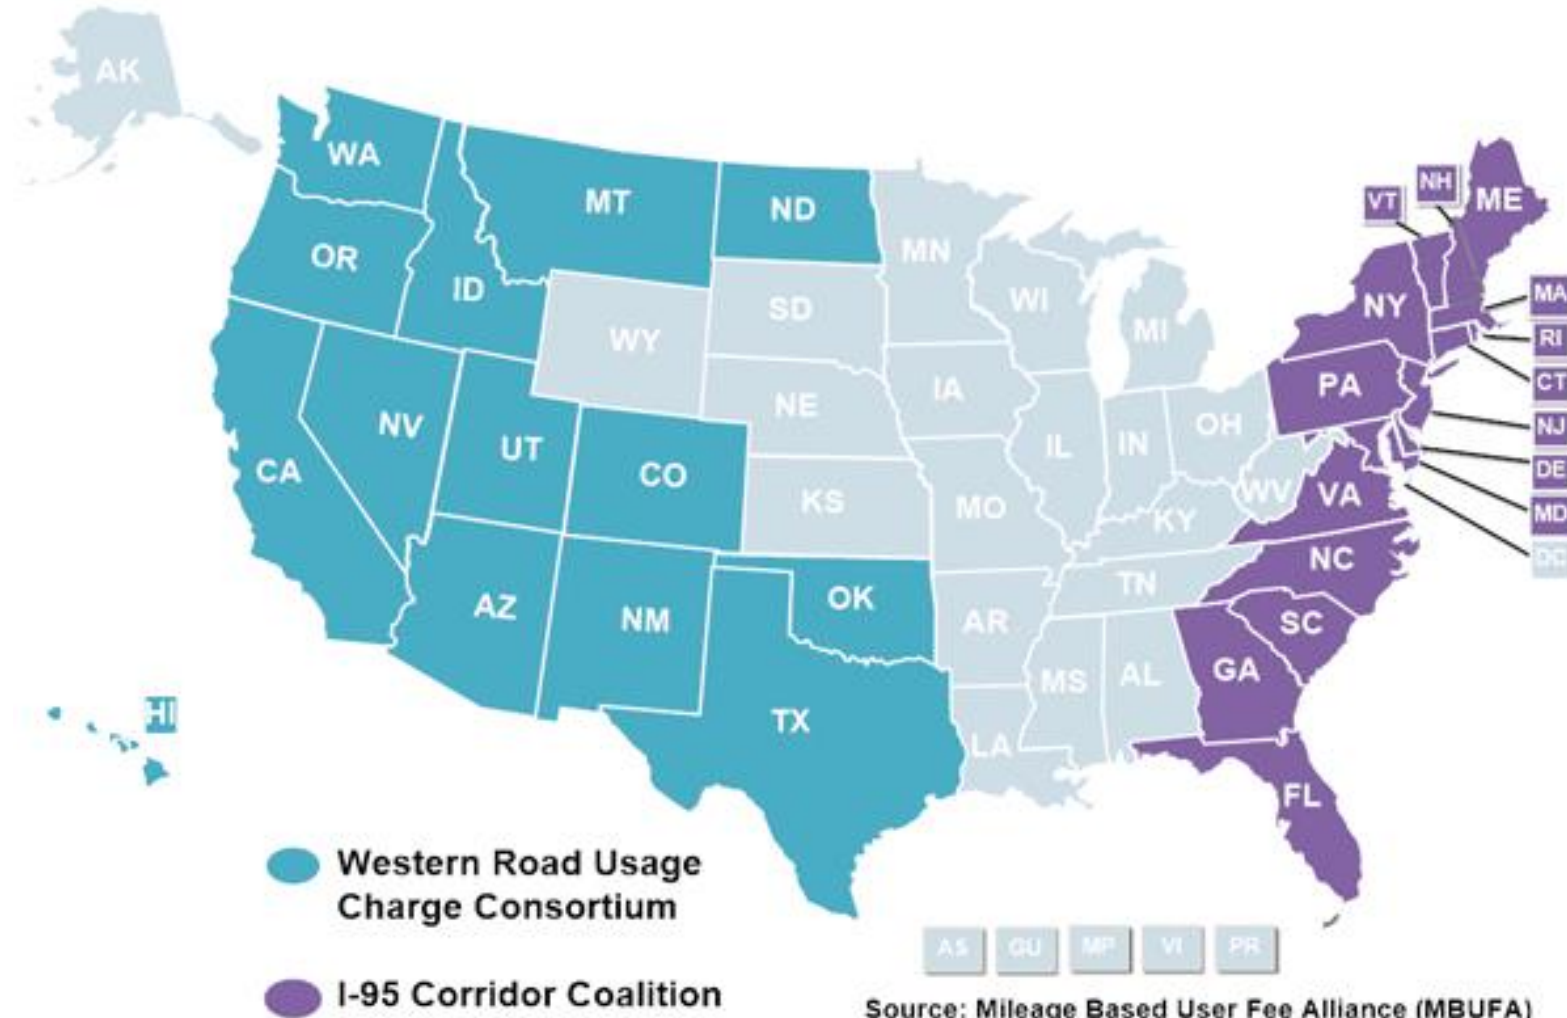 AK
WA
MT
ND
MN
OR
ID
WY
SD
WI
MI
VT
NH
ME
NY
MA
RI
CT
NJ
DE
MD
DC
PA
NV
UT
CO
NE
IA
IL
IN
OH
CA
KS
MO
KY
WV
VA
AZ
NM
OK
AR
TN
NC
SC
HI
TX
LA
MS
AL
GA
FL
Western Road Usage
Charge Consortium
I-95 Corridor Coalition
AS
GU
MP
VI
PR
Source: Mileage Based User Fee Alliance (MBUFA)